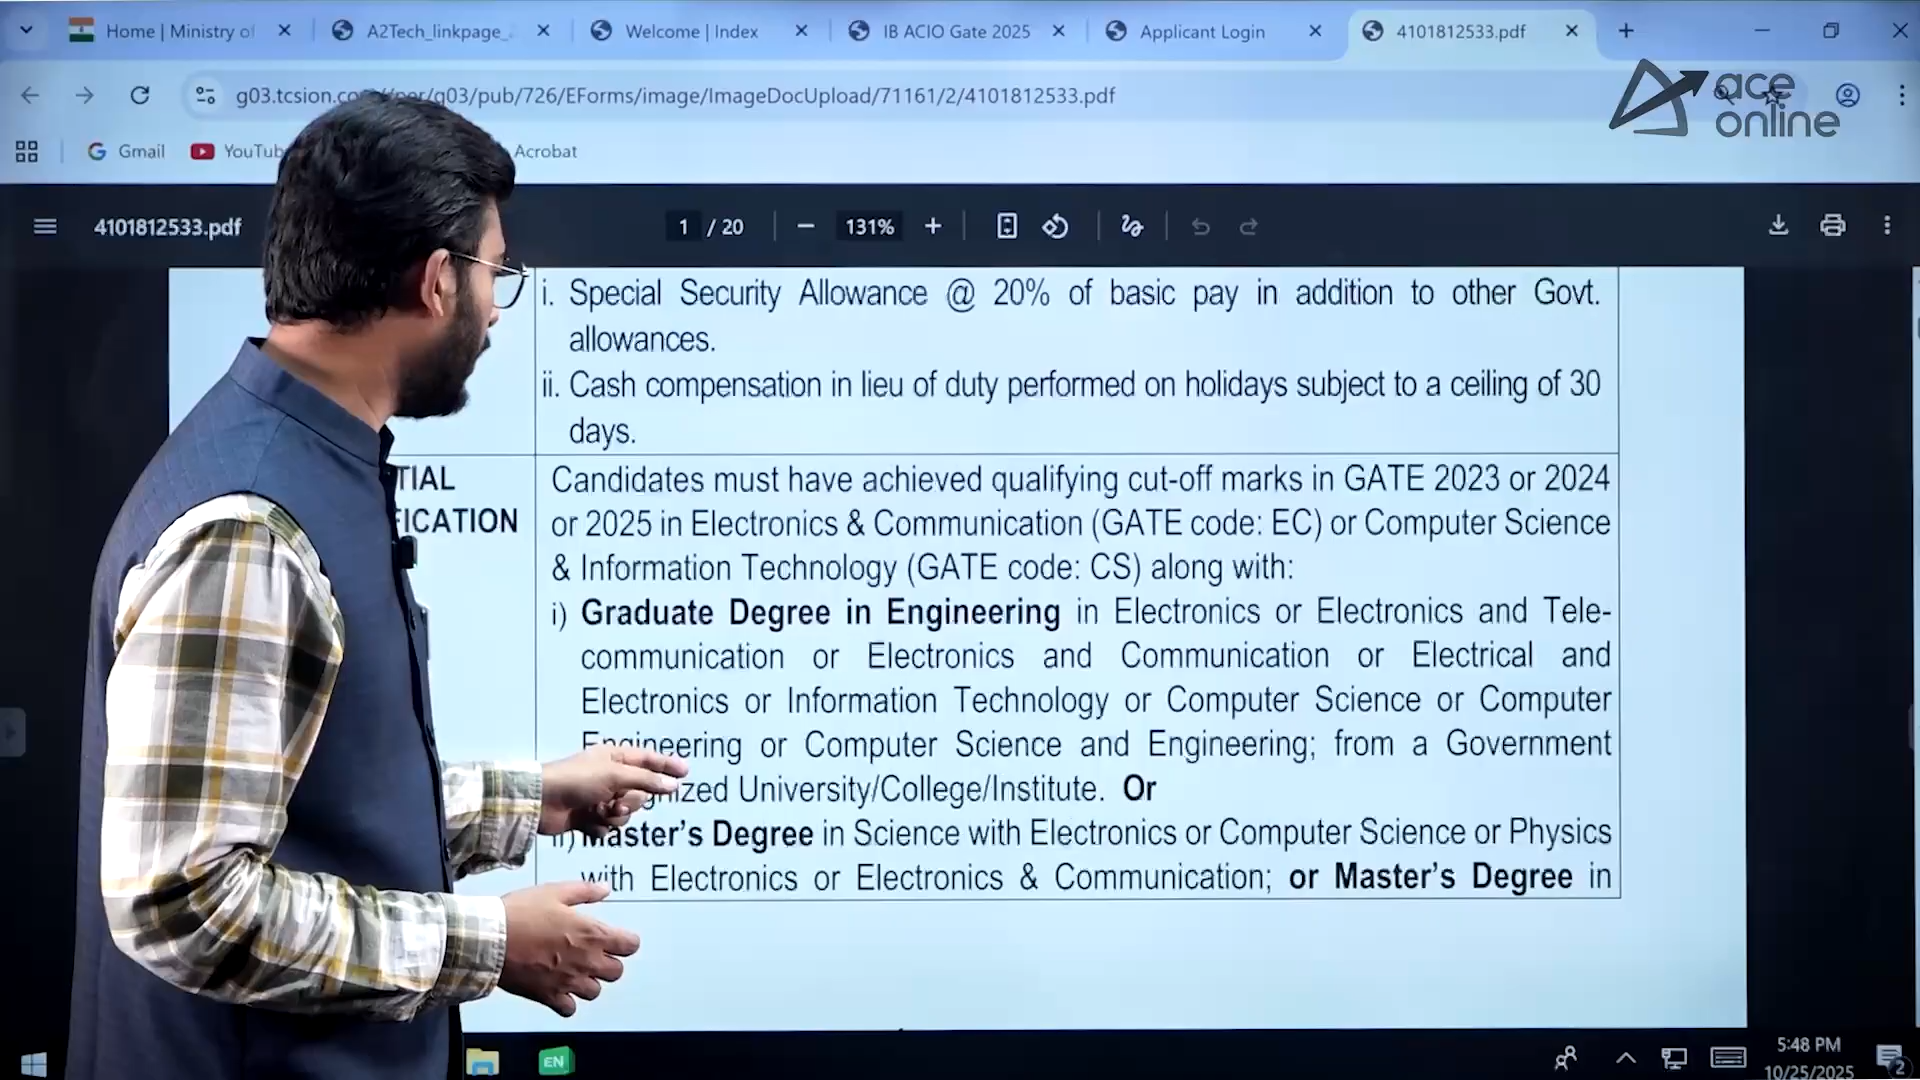 Home | Ministry of
A2Tech_linkpage_
Welcome | Index
IB ACIO Gate 2025
Applicant Login
4101812533.pdf
/per/g03/pub/726/EForms/image/ImageDocUpload/71161/2/4101812533.pdf
ace
online
Gmail
YouTub
Acrobat
4101812533.pdf
1 / 20
131%
i. Special Security Allowance @ 20% of basic pay in addition to other Govt.
allowances.
ii. Cash compensation in lieu of duty performed on holidays subject to a ceiling of 30
days.
TIAL
FICATION
Candidates must have achieved qualifying cut-off marks in GATE 2023 or 2024
or 2025 in Electronics & Communication (GATE code: EC) or Computer Science
& Information Technology (GATE code: CS) along with:
i) Graduate Degree in Engineering in Electronics or Electronics and Tele-
communication or Electronics and Communication or Electrical and
Electronics or Information Technology or Computer Science or Computer
Engineering or Computer Science and Engineering; from a Government
gnized University/College/Institute. Or
ii) Master's Degree in Science with Electronics or Computer Science or Physics
with Electronics or Electronics & Communication; or Master's Degree in
EN
5:48 PM
10/25/2025
2